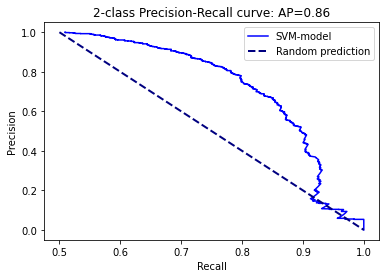 2-class Precision-Recall curve: AP=0.86
SVM-model
Random prediction
Precision
1.0
0.8
0.6
0.4
0.2
0.0
0.5 0.6 0.7 0.8 0.9 1.0
Recall